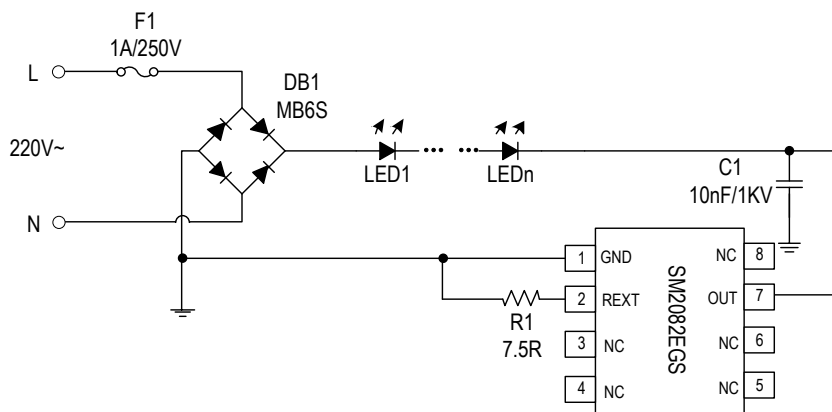 F1
1A/250V
L
DB1
MB6S
220V~
LED1
LEDn
C1
10nF/1KV
N
1
GND
NC
8
2
REXT
OUT
7
R1
7.5R
3
NC
NC
6
4
NC
NC
5
SM2082EGS